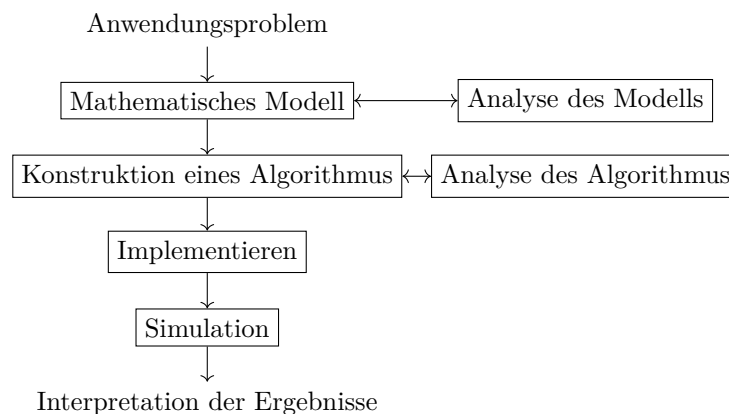 Anwendungsproblem
Mathematisches Modell
Analyse des Modells
Konstruktion eines Algorithmus
Analyse des Algorithmus
Implementieren
Simulation
Interpretation der Ergebnisse